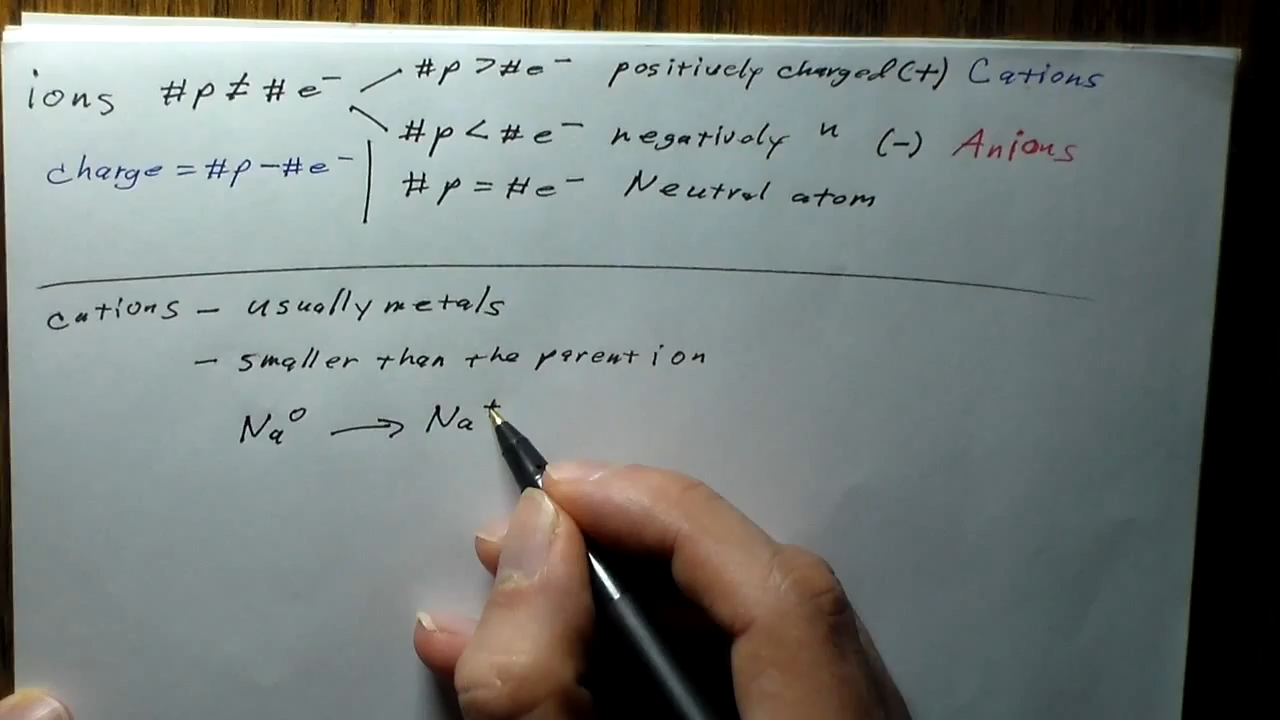 ions #p ≠ #e⁻
#p > #e⁻ positively charged (+) Cations
#p < #e⁻ negatively " (-) Anions
charge = #p - #e⁻
#p = #e⁻ Neutral atom
cations - usually metals
- smaller than the parent ion
Na⁰ → Na⁺